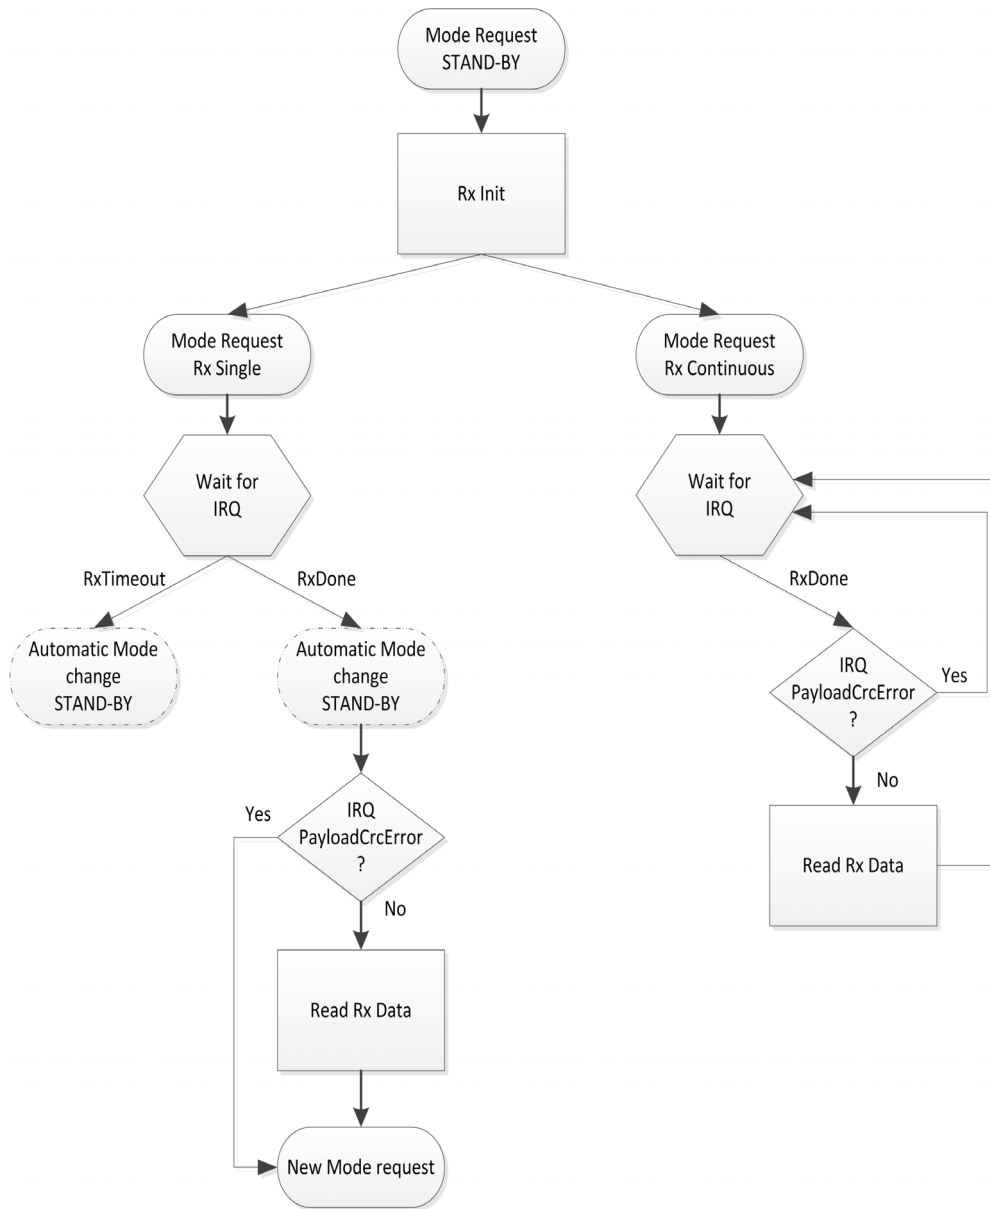 Mode Request
STAND-BY
Rx Init
Mode Request
Rx Single
Mode Request
Rx Continuous
Wait for
IRQ
Wait for
IRQ
RxTimeout
RxDone
RxDone
Automatic Mode
change
STAND-BY
Automatic Mode
change
STAND-BY
IRQ
PayloadCrcError
?
Yes
No
Read Rx Data
Yes
IRQ
PayloadCrcError
?
No
Read Rx Data
New Mode request